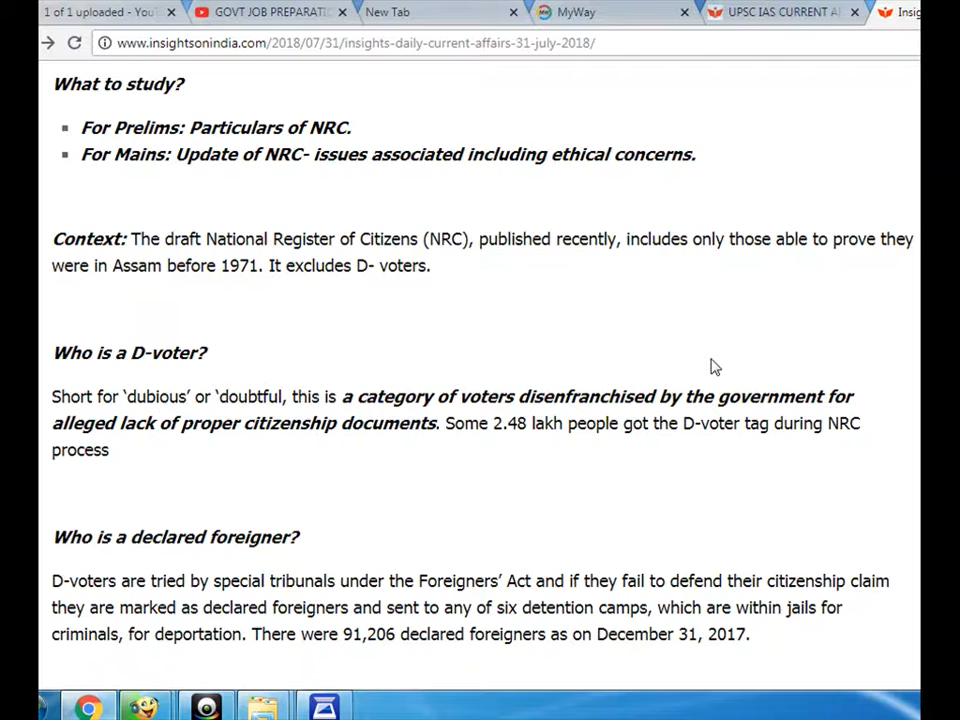 1 of 1 uploaded - You
GOVT JOB PREPARATI
New Tab
MyWay
UPSC IAS CURRENT A
Insig
www.insightsonindia.com/2018/07/31/insights-daily-current-affairs-31-july-2018/
What to study?
For Prelims: Particulars of NRC.
For Mains: Update of NRC- issues associated including ethical concerns.
Context: The draft National Register of Citizens (NRC), published recently, includes only those able to prove they
were in Assam before 1971. It excludes D- voters.
Who is a D-voter?
Short for ‘dubious’ or ‘doubtful, this is a category of voters disenfranchised by the government for
alleged lack of proper citizenship documents. Some 2.48 lakh people got the D-voter tag during NRC
process
Who is a declared foreigner?
D-voters are tried by special tribunals under the Foreigners’ Act and if they fail to defend their citizenship claim
they are marked as declared foreigners and sent to any of six detention camps, which are within jails for
criminals, for deportation. There were 91,206 declared foreigners as on December 31, 2017.